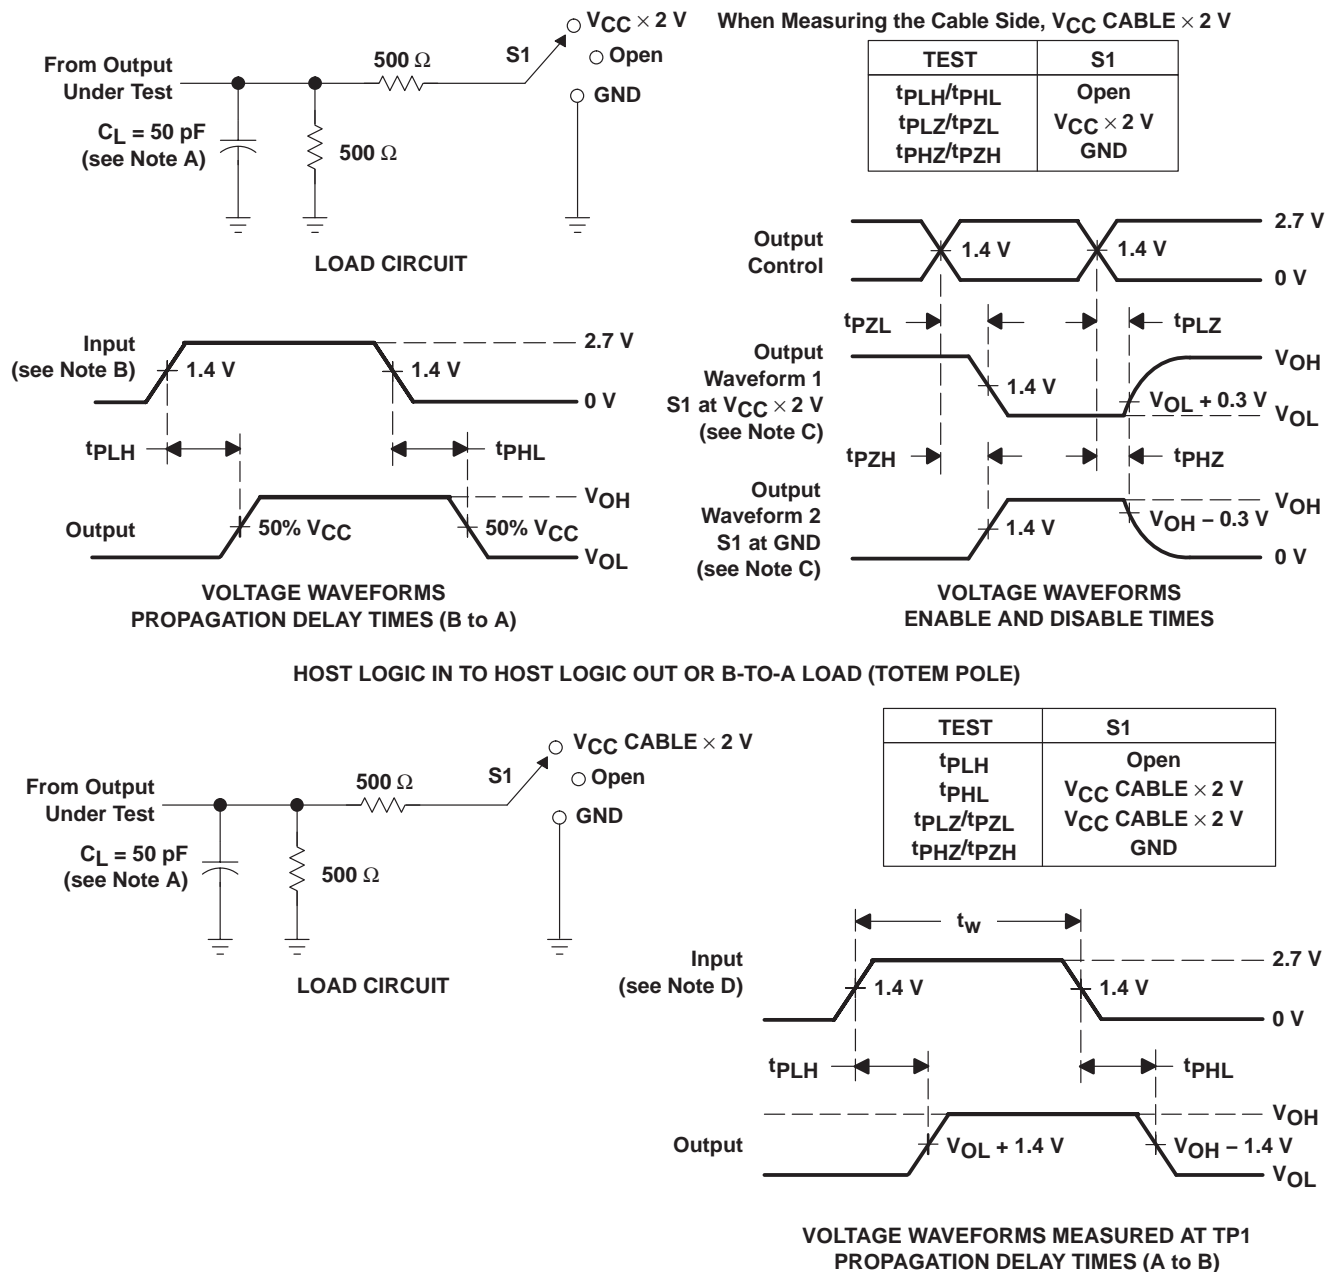 When Measuring the Cable Side, VCC CABLE × 2 V
VCC × 2 V
Open
GND
S1
500 Ω
From Output
Under Test
CL = 50 pF
(see Note A)
500 Ω
LOAD CIRCUIT
TEST S1
tPLH/tPHL Open
tPLZ/tPZL VCC × 2 V
tPHZ/tPZH GND
Input
(see Note B)
1.4 V 1.4 V
2.7 V
0 V
tPLH tPHL
Output
50% VCC 50% VCC
VOH
VOL
VOLTAGE WAVEFORMS
PROPAGATION DELAY TIMES (B to A)
Output
Control
1.4 V 1.4 V
2.7 V
0 V
tPZL tPLZ
Output
Waveform 1
S1 at VCC × 2 V
(see Note C)
1.4 V
VOL + 0.3 V
VOH
VOL
tPZH tPHZ
Output
Waveform 2
S1 at GND
(see Note C)
1.4 V
VOH – 0.3 V
VOH
0 V
VOLTAGE WAVEFORMS
ENABLE AND DISABLE TIMES
HOST LOGIC IN TO HOST LOGIC OUT OR B-TO-A LOAD (TOTEM POLE)
VCC CABLE × 2 V
Open
GND
S1
500 Ω
From Output
Under Test
CL = 50 pF
(see Note A)
500 Ω
LOAD CIRCUIT
TEST S1
tPLH Open
tPHL VCC CABLE × 2 V
tPLZ/tPZL VCC CABLE × 2 V
tPHZ/tPZH GND
tw
Input
(see Note D)
1.4 V 1.4 V
2.7 V
0 V
tPLH tPHL
Output
VOL + 1.4 V VOH – 1.4 V
VOH
VOL
VOLTAGE WAVEFORMS MEASURED AT TP1
PROPAGATION DELAY TIMES (A to B)